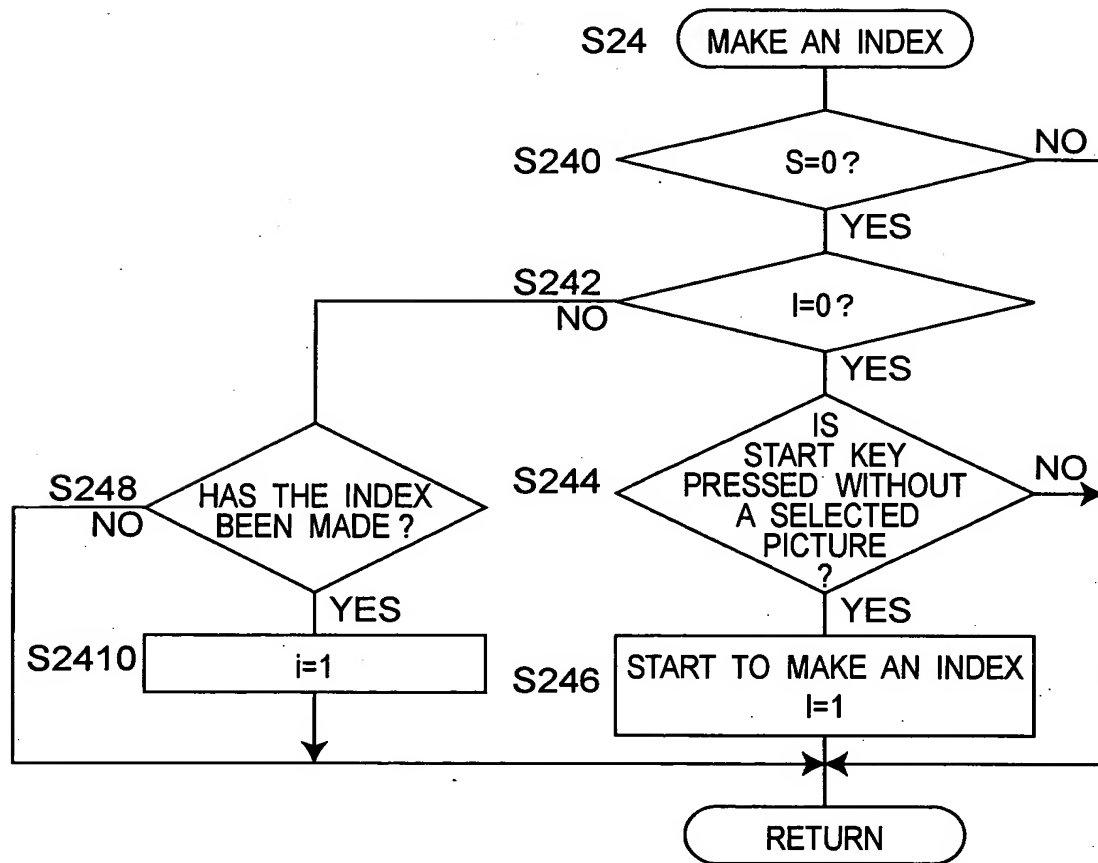 S24
MAKE AN INDEX
S240
S=0?
NO
YES
S242
NO
I=0?
YES
S244
IS
START KEY
PRESSED WITHOUT
A SELECTED
PICTURE
?
NO
YES
S248
NO
HAS THE INDEX
BEEN MADE?
YES
S2410
i=1
S246
START TO MAKE AN INDEX
I=1
RETURN